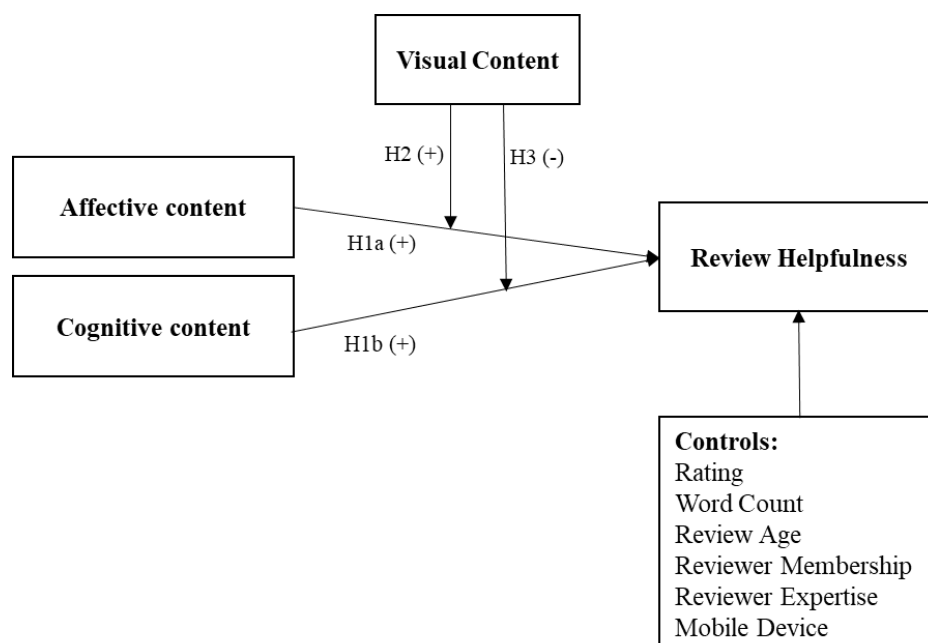 Visual Content
H2 (+)
H3 (-)
Affective content
H1a (+)
Review Helpfulness
Cognitive content
H1b (+)
Controls:
Rating
Word Count
Review Age
Reviewer Membership
Reviewer Expertise
Mobile Device